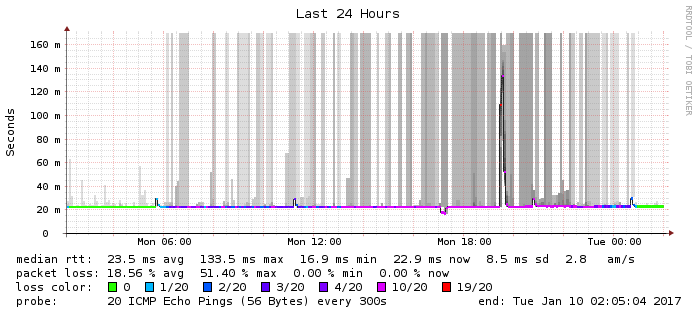 Last 24 Hours
RRDTOOL / TOBI OETIKER
Seconds
160 m
140 m
120 m
100 m
80 m
60 m
40 m
20 m
0
Mon 06:00 Mon 12:00 Mon 18:00 Tue 00:00
median rtt: 23.5 ms avg 133.5 ms max 16.9 ms min 22.9 ms now 8.5 ms sd 2.8 am/s
packet loss: 18.56 % avg 51.40 % max 0.00 % min 0.00 % now
loss color: 0 1/20 2/20 3/20 4/20 10/20 19/20
probe: 20 ICMP Echo Pings (56 Bytes) every 300s end: Tue Jan 10 02:05:04 2017